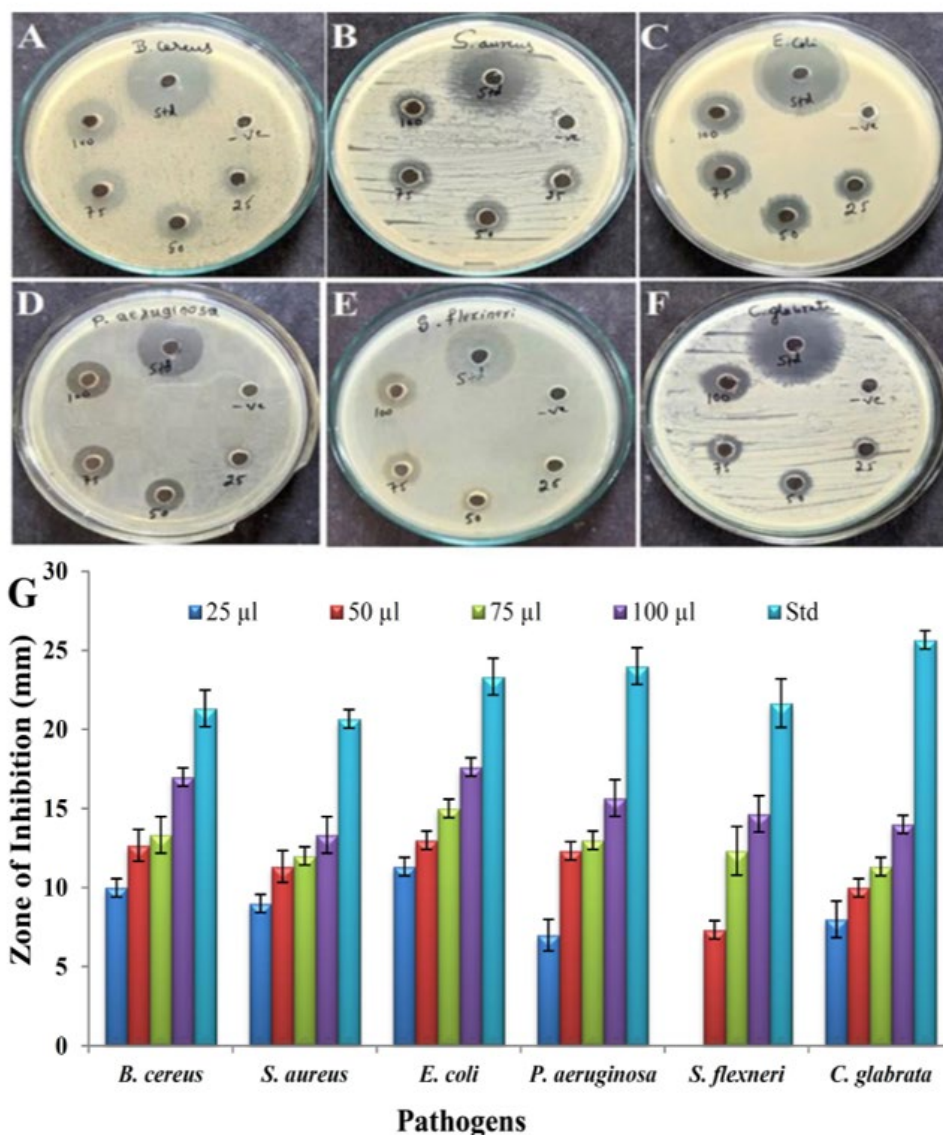 A
B. cereus
Std
100
-ve
75
25
50
B
S. aureus
Std
100
-ve
75
25
50
C
E. coli
Std
100
-ve
75
25
50
D
P. aeruginosa
Std
100
-ve
75
25
50
E
S. flexineri
Std
100
-ve
75
25
50
F
C. glabrata
Std
100
-ve
75
25
50
G
25 µl 50 µl 75 µl 100 µl Std
Zone of Inhibition (mm)
30
25
20
15
10
5
0
B. cereus S. aureus E. coli P. aeruginosa S. flexneri C. glabrata
Pathogens